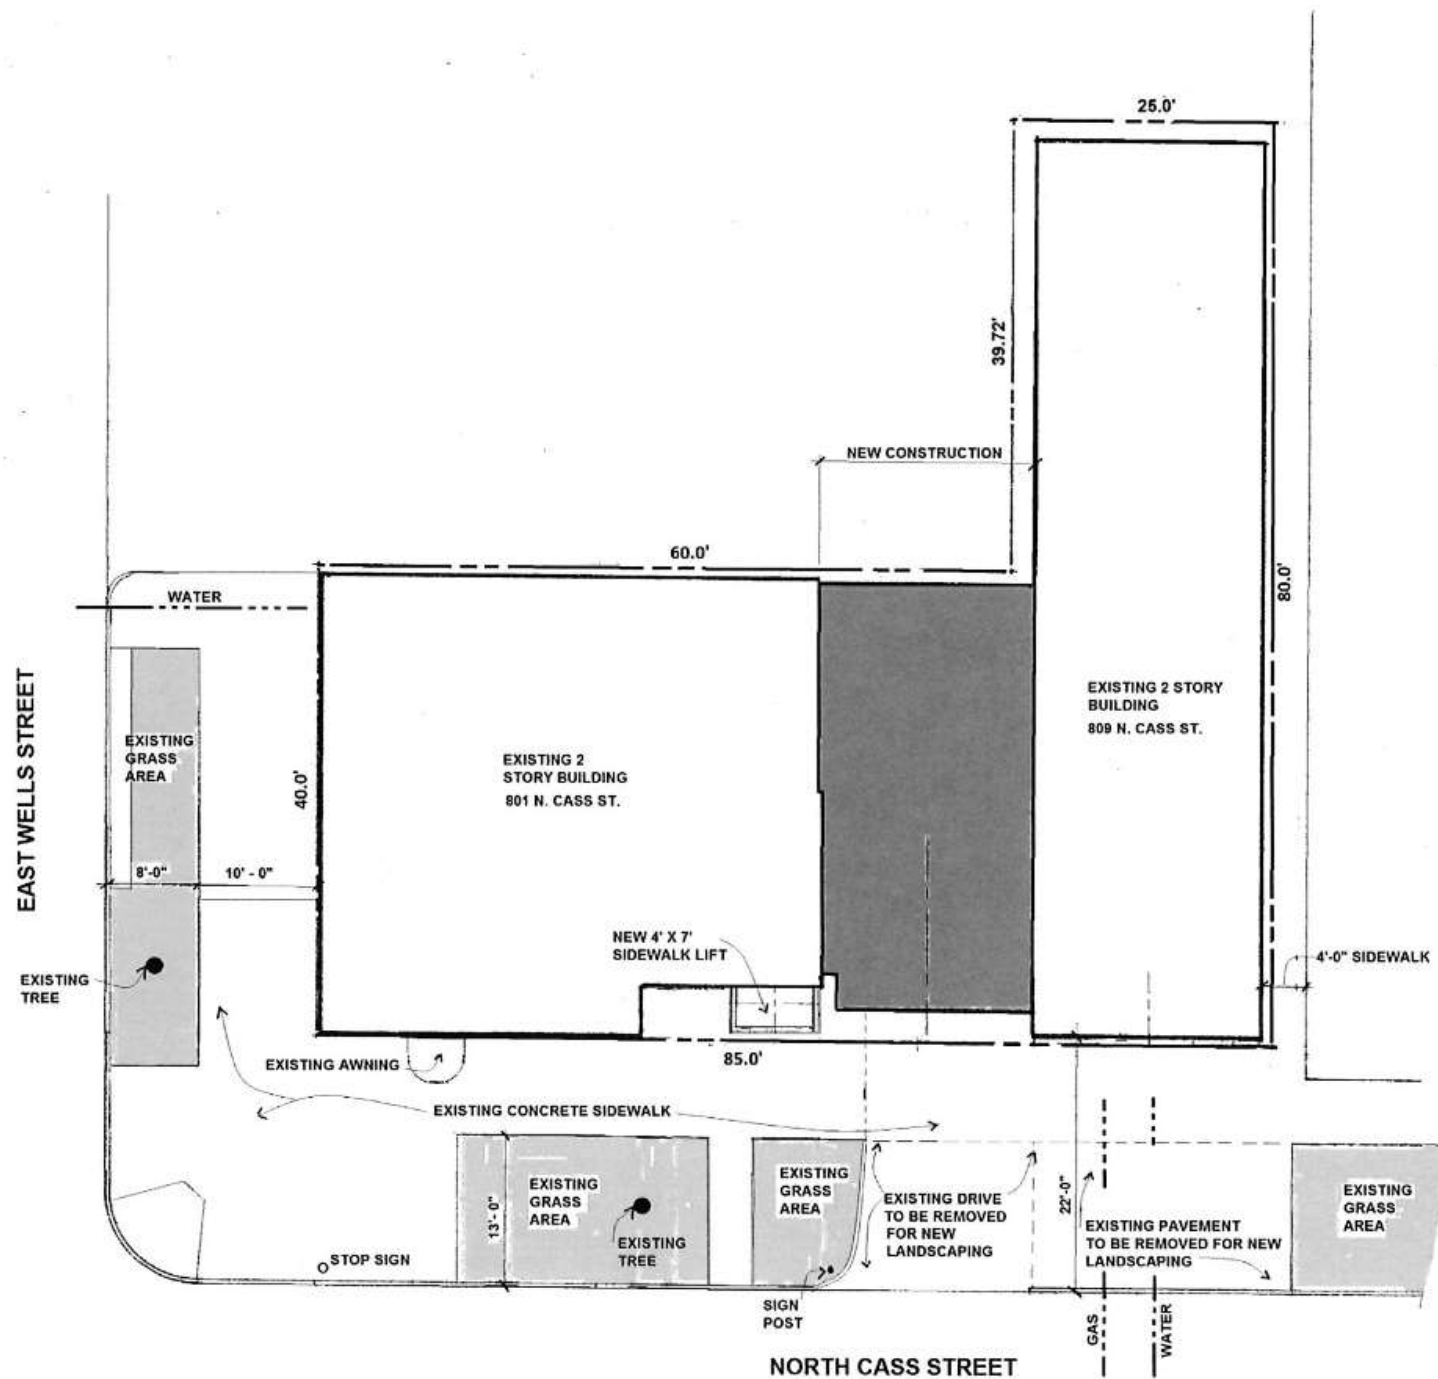 25.0'
39.72'
NEW CONSTRUCTION
60.0'
80.0'
WATER
EAST WELLS STREET
EXISTING
GRASS
AREA
40.0'
EXISTING 2
STORY BUILDING
801 N. CASS ST.
EXISTING 2 STORY
BUILDING
809 N. CASS ST.
8'-0"
10' - 0"
NEW 4' X 7'
SIDEWALK LIFT
4'-0" SIDEWALK
EXISTING
TREE
85.0'
EXISTING AWNING
EXISTING CONCRETE SIDEWALK
EXISTING
GRASS
AREA
13'- 0"
EXISTING
TREE
EXISTING
GRASS
AREA
EXISTING DRIVE
TO BE REMOVED
FOR NEW
LANDSCAPING
22'-0"
EXISTING PAVEMENT
TO BE REMOVED FOR NEW
LANDSCAPING
EXISTING
GRASS
AREA
STOP SIGN
SIGN
POST
GAS
WATER
NORTH CASS STREET